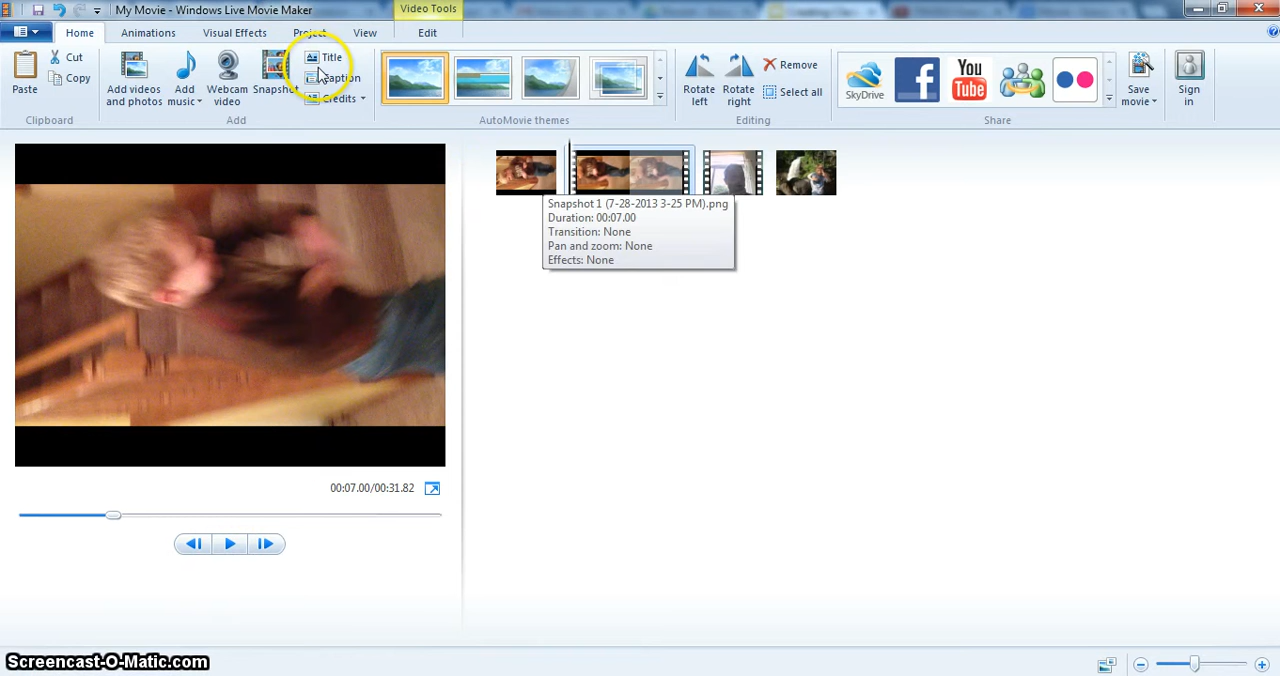 My Movie - Windows Live Movie Maker
Video Tools
Home
Animations
Visual Effects
Project
View
Edit
Paste
Cut
Copy
Clipboard
Add videos and photos
Add music
Webcam video
Snapshot
Title
Caption
Credits
Add
AutoMovie themes
Rotate left
Rotate right
Remove
Select all
Editing
SkyDrive
f
You Tube
Share
Save movie
Sign in
Snapshot 1 (7-28-2013 3-25 PM).png
Duration: 00:07.00
Transition: None
Pan and zoom: None
Effects: None
00:07.00/00:31.82
Screencast-O-Matic.com